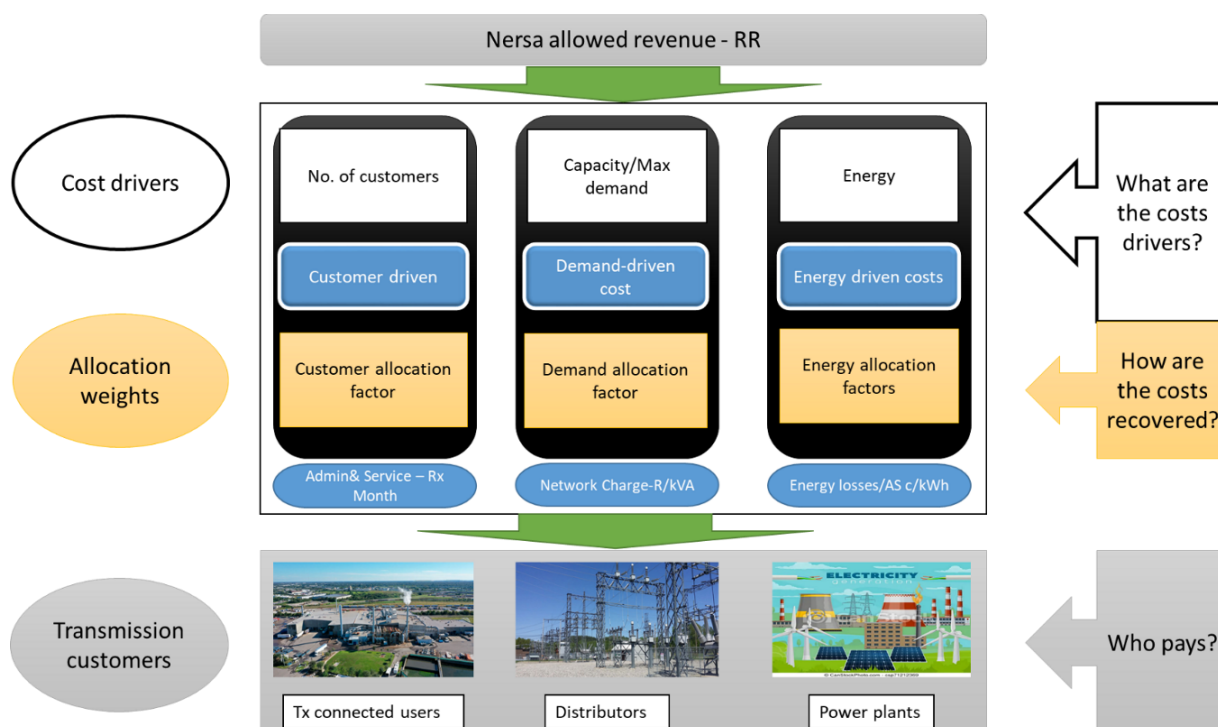 Nersa allowed revenue - RR
Cost drivers
No. of customers
Capacity/Max
demand
Energy
What are
the costs
drivers?
Customer driven
Demand-driven
cost
Energy driven costs
Allocation
weights
Customer allocation
factor
Demand allocation
factor
Energy allocation
factors
How are
the costs
recovered?
Admin& Service – Rx
Month
Network Charge-R/kVA
Energy losses/AS c/kWh
Transmission
customers
ELECTRICITY
generation
Who pays?
Tx connected users
Distributors
Power plants